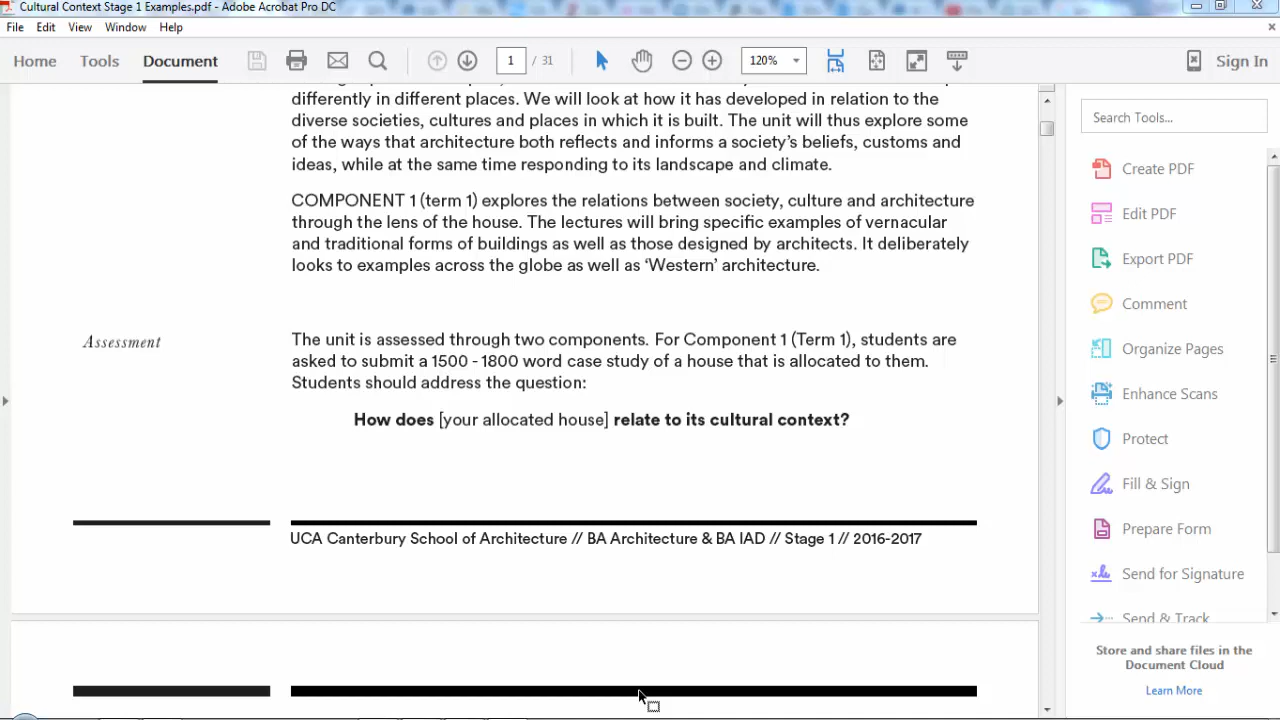 Cultural Context Stage 1 Examples.pdf - Adobe Acrobat Pro DC
File Edit View Window Help
Home Tools Document 1 / 31 120% Sign In
differently in different places. We will look at how it has developed in relation to the
diverse societies, cultures and places in which it is built. The unit will thus explore some
of the ways that architecture both reflects and informs a society's beliefs, customs and
ideas, while at the same time responding to its landscape and climate.
COMPONENT 1 (term 1) explores the relations between society, culture and architecture
through the lens of the house. The lectures will bring specific examples of vernacular
and traditional forms of buildings as well as those designed by architects. It deliberately
looks to examples across the globe as well as 'Western' architecture.
Assessment
The unit is assessed through two components. For Component 1 (Term 1), students are
asked to submit a 1500 - 1800 word case study of a house that is allocated to them.
Students should address the question:
How does [your allocated house] relate to its cultural context?
UCA Canterbury School of Architecture // BA Architecture & BA IAD // Stage 1 // 2016-2017
Search Tools...
Create PDF
Edit PDF
Export PDF
Comment
Organize Pages
Enhance Scans
Protect
Fill & Sign
Prepare Form
Send for Signature
Send & Track
Store and share files in the
Document Cloud
Learn More